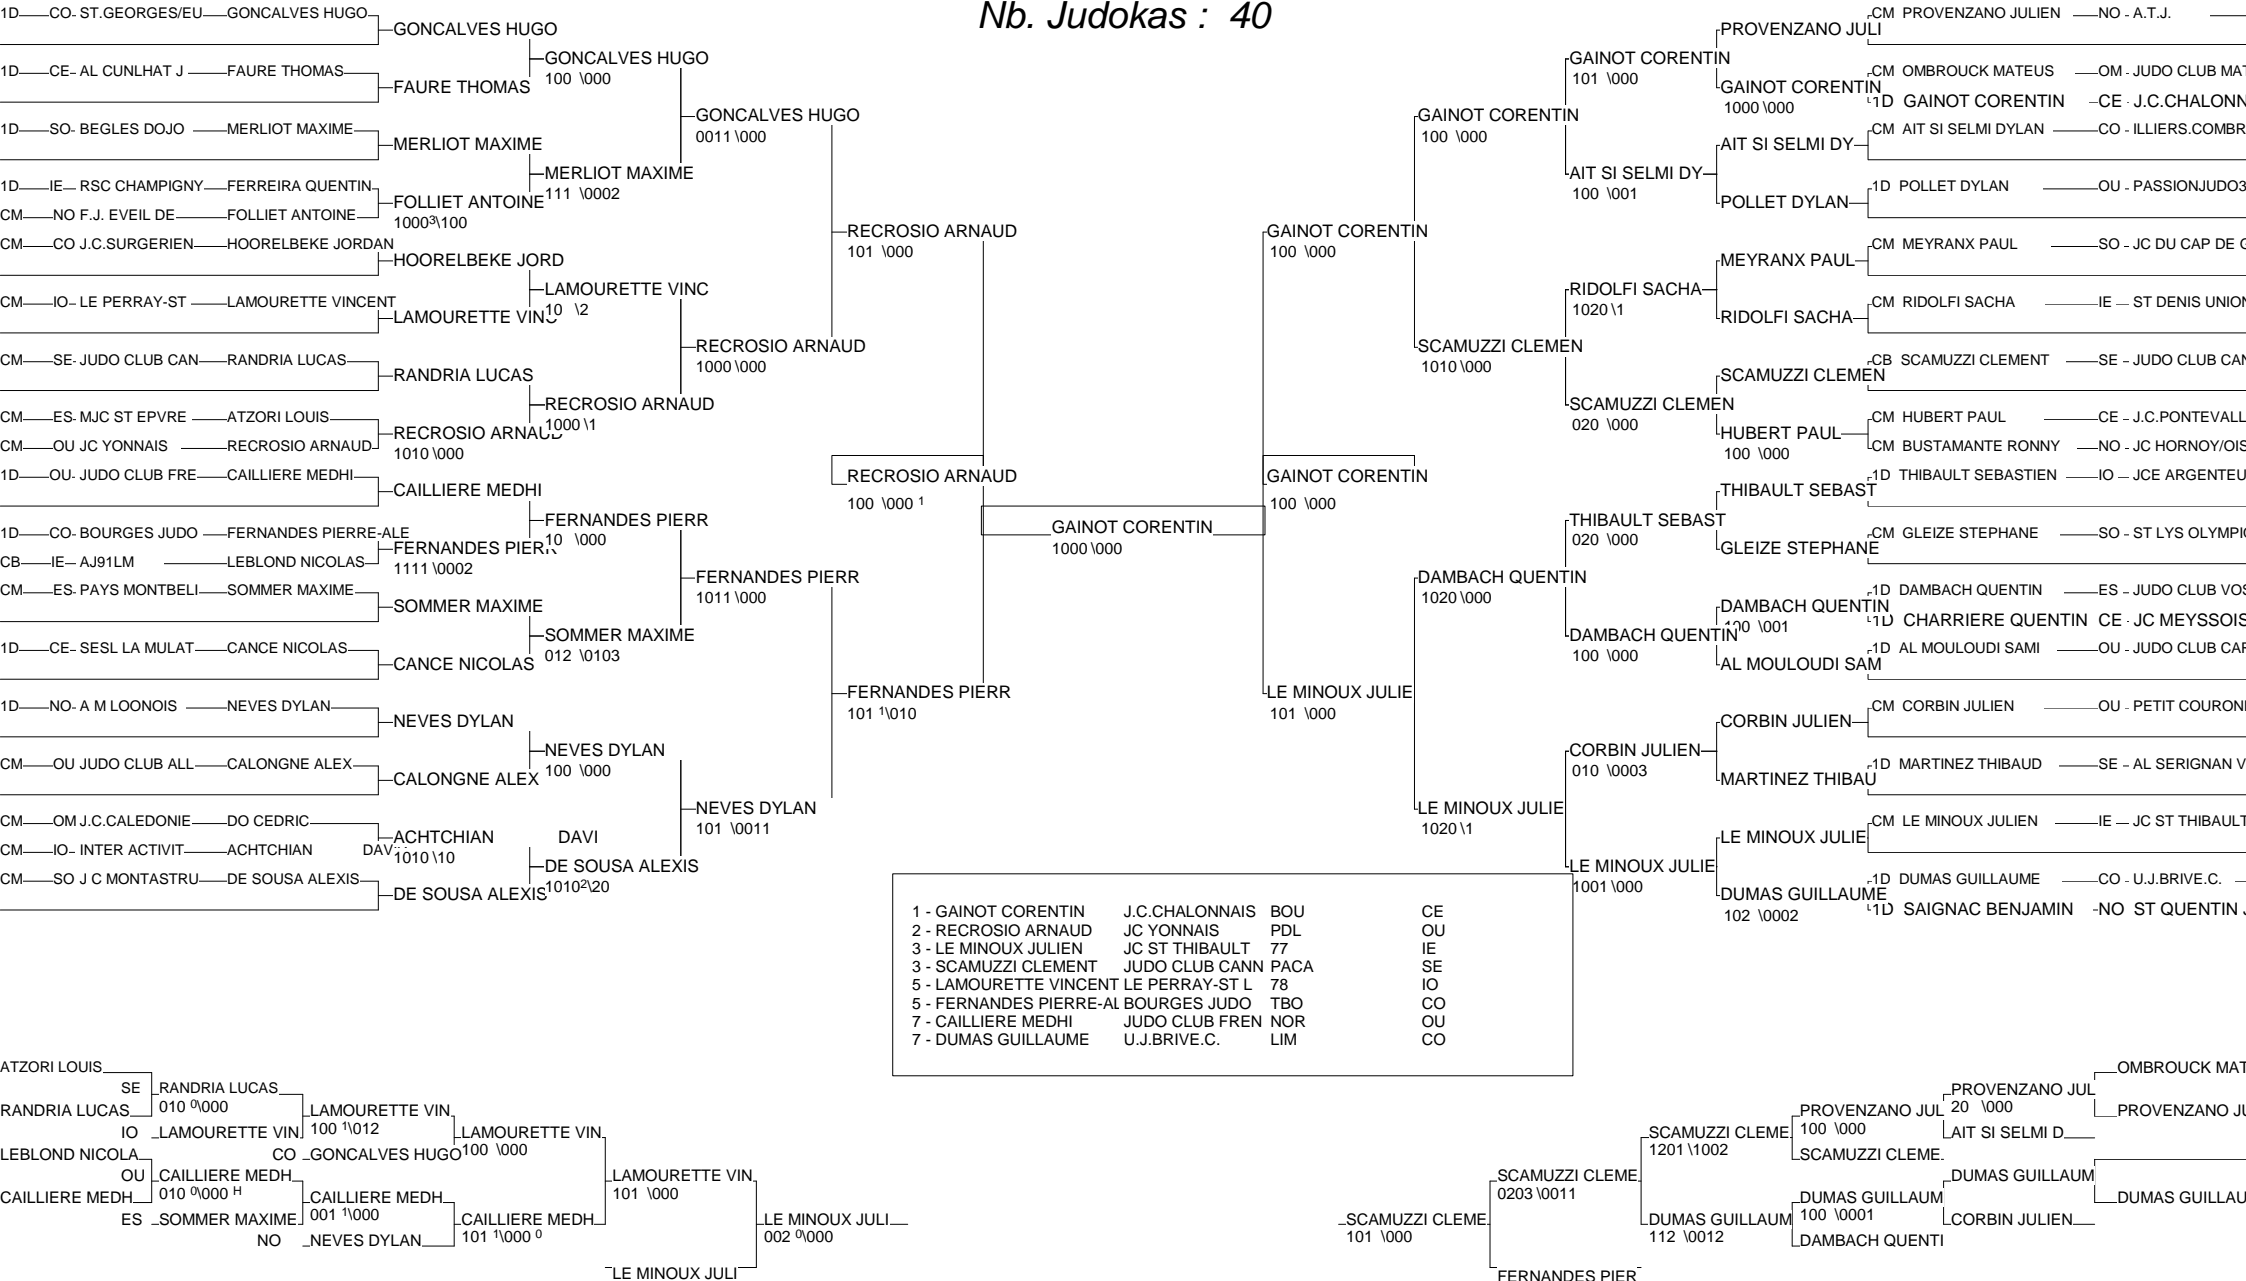 Nb. Judokas : 40
1D CO- ST.GEORGES/EU GONCALVES HUGO
1D CE- AL CUNLHAT J FAURE THOMAS
1D SO- BEGLES DOJO MERLIOT MAXIME
1D IE RSC CHAMPIGNY FERREIRA QUENTIN
CM NO F.J. EVEIL DE FOLLIET ANTOINE
CM CO J.C.SURGERIEN HOORELBEKE JORDAN
CM IO- LE PERRAY-ST LAMOURETTE VINCENT
CM SE- JUDO CLUB CAN RANDRIA LUCAS
CM ES- MJC ST EPVRE ATZORI LOUIS
CM OU JC YONNAIS RECROSIO ARNAUD
1D OU- JUDO CLUB FRE CAILLIERE MEDHI
1D CO- BOURGES JUDO FERNANDES PIERRE-ALE
CB IE AJ91LM LEBLOND NICOLAS
CM ES- PAYS MONTBELI SOMMER MAXIME
1D CE- SESL LA MULAT CANCE NICOLAS
1D NO- A M LOONOIS NEVES DYLAN
CM OU JUDO CLUB ALL CALONGNE ALEX
CM OM J.C.CALEDONIE DO CEDRIC
CM IO- INTER ACTIVIT ACHTCHIAN
CM SO J C MONTASTRU DE SOUSA ALEXIS
GONCALVES HUGO
FAURE THOMAS
MERLIOT MAXIME
FOLLIET ANTOINE
1000³\100
HOORELBEKE JORD
LAMOURETTE VINC
RANDRIA LUCAS
RECROSIO ARNAUD
1010 \000
CAILLIERE MEDHI
FERNANDES PIERR
1111 \0002
SOMMER MAXIME
CANCE NICOLAS
NEVES DYLAN
CALONGNE ALEX
ACHTCHIAN DAVI
1010 \10
DE SOUSA ALEXIS
GONCALVES HUGO
100 \000
MERLIOT MAXIME
111 \0002
LAMOURETTE VINC
10 \2
RECROSIO ARNAUD
1000 \1
FERNANDES PIERR
10 \000
SOMMER MAXIME
012 \0103
NEVES DYLAN
100 \000
DE SOUSA ALEXIS
1010²\20
GONCALVES HUGO
0011 \000
RECROSIO ARNAUD
1000 \000
FERNANDES PIERR
1011 \000
NEVES DYLAN
101 \0011
RECROSIO ARNAUD
101 \000
FERNANDES PIERR
101 ¹\010
RECROSIO ARNAUD
100 \000 ¹
GAINOT CORENTIN
1000 \000
GAINOT CORENTIN
100 \000
GAINOT CORENTIN
100 \000
LE MINOUX JULIE
101 \000
GAINOT CORENTIN
100 \000
SCAMUZZI CLEMEN
1010 \000
DAMBACH QUENTIN
1020 \000
LE MINOUX JULIE
1020 \1
GAINOT CORENTIN
101 \000
AIT SI SELMI DY
100 \001
RIDOLFI SACHA
1020 \1
SCAMUZZI CLEMEN
020 \000
THIBAULT SEBAST
020 \000
DAMBACH QUENTIN
100 \000
CORBIN JULIEN
010 \0003
LE MINOUX JULIE
1001 \000
PROVENZANO JULI
GAINOT CORENTIN
1000 \000
AIT SI SELMI DY
POLLET DYLAN
MEYRANX PAUL
RIDOLFI SACHA
SCAMUZZI CLEMEN
HUBERT PAUL
100 \000
THIBAULT SEBAST
GLEIZE STEPHANE
DAMBACH QUENTIN
100 \001
AL MOULOUDI SAM
CORBIN JULIEN
MARTINEZ THIBAU
LE MINOUX JULIE
DUMAS GUILLAUME
102 \0002
CM PROVENZANO JULIEN NO - A.T.J.
CM OMBROUCK MATEUS OM - JUDO CLUB MAT
1D GAINOT CORENTIN CE - J.C.CHALONN
CM AIT SI SELMI DYLAN CO - ILLIERS.COMBR
1D POLLET DYLAN OU - PASSIONJUDO3
CM MEYRANX PAUL SO - JC DU CAP DE G
CM RIDOLFI SACHA IE ST DENIS UNION
CB SCAMUZZI CLEMENT SE - JUDO CLUB CAN
CM HUBERT PAUL CE - J.C.PONTEVALL
CM BUSTAMANTE RONNY NO - JC HORNOY/OIS
1D THIBAULT SEBASTIEN IO JCE ARGENTEU
CM GLEIZE STEPHANE SO - ST LYS OLYMPIC
1D DAMBACH QUENTIN ES - JUDO CLUB VOS
1D CHARRIERE QUENTIN CE - JC MEYSSOIS
1D AL MOULOUDI SAMI OU - JUDO CLUB CAR
CM CORBIN JULIEN OU - PETIT COURONN
1D MARTINEZ THIBAUD SE - AL SERIGNAN V
CM LE MINOUX JULIEN IE JC ST THIBAULT
1D DUMAS GUILLAUME CO - U.J.BRIVE.C.
1D SAIGNAC BENJAMIN NO ST QUENTIN J
1 - GAINOT CORENTIN J.C.CHALONNAIS BOU CE
2 - RECROSIO ARNAUD JC YONNAIS PDL OU
3 - LE MINOUX JULIEN JC ST THIBAULT 77 IE
3 - SCAMUZZI CLEMENT JUDO CLUB CANN PACA SE
5 - LAMOURETTE VINCENT LE PERRAY-ST L 78 IO
5 - FERNANDES PIERRE-AL BOURGES JUDO TBO CO
7 - CAILLIERE MEDHI JUDO CLUB FREN NOR OU
7 - DUMAS GUILLAUME U.J.BRIVE.C. LIM CO
ATZORI LOUIS
SE RANDRIA LUCAS
RANDRIA LUCAS 010 ⁰\000 LAMOURETTE VIN
IO LAMOURETTE VIN 100 ¹\012 LAMOURETTE VIN
LEBLOND NICOLA CO GONCALVES HUGO 100 \000
OU CAILLIERE MEDH LAMOURETTE VIN
CAILLIERE MEDH 010 ⁰\000 H CAILLIERE MEDH 101 \000
ES SOMMER MAXIME 001 ¹\000 CAILLIERE MEDH LE MINOUX JULI
NO NEVES DYLAN 101 ¹\000 ⁰ 002 ⁰\000
LE MINOUX JULI
OMBROUCK MAT
PROVENZANO JUL
PROVENZANO JUL 20 \000 PROVENZANO JU
SCAMUZZI CLEME 100 \000 AIT SI SELMI D
1201 \1002 SCAMUZZI CLEME
SCAMUZZI CLEME DUMAS GUILLAUM
0203 \0011 DUMAS GUILLAUM DUMAS GUILLAU
SCAMUZZI CLEME DUMAS GUILLAUM 100 \0001 CORBIN JULIEN
101 \000 112 \0012 DAMBACH QUENTI
FERNANDES PIER